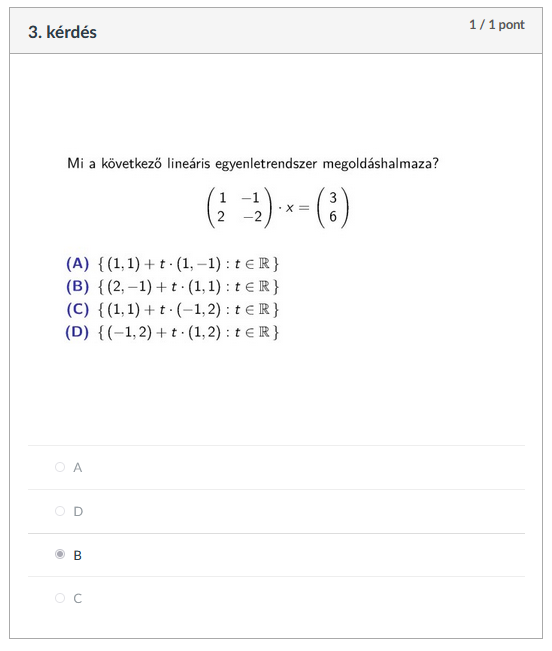 3. kérdés
1 / 1 pont
Mi a következő lineáris egyenletrendszer megoldáshalmaza?
( 1 −1 ) · x = ( 3 )
( 2 −2 ) ( 6 )
(A) { (1, 1) + t · (1, −1) : t ∈ ℝ }
(B) { (2, −1) + t · (1, 1) : t ∈ ℝ }
(C) { (1, 1) + t · (−1, 2) : t ∈ ℝ }
(D) { (−1, 2) + t · (1, 2) : t ∈ ℝ }
A
D
B
C